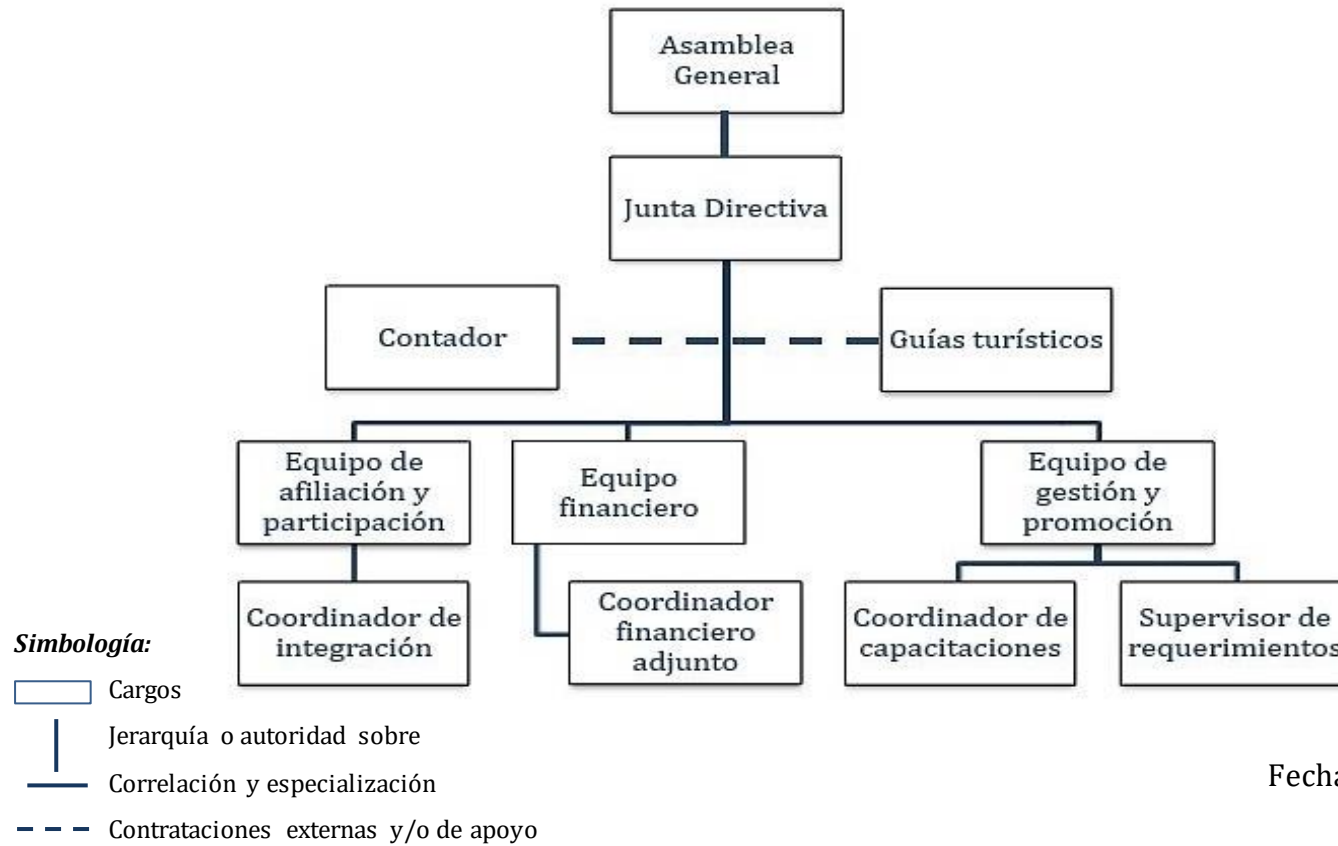 Asamblea
General
Junta Directiva
Contador
Guías turísticos
Equipo de
afiliación y
participación
Equipo
financiero
Equipo de
gestión y
promoción
Coordinador de
integración
Coordinador
financiero
adjunto
Coordinador de
capacitaciones
Supervisor de
requerimientos
Simbología:
Cargos
Jerarquía o autoridad sobre
Correlación y especialización
Contrataciones externas y/o de apoyo
Fecha